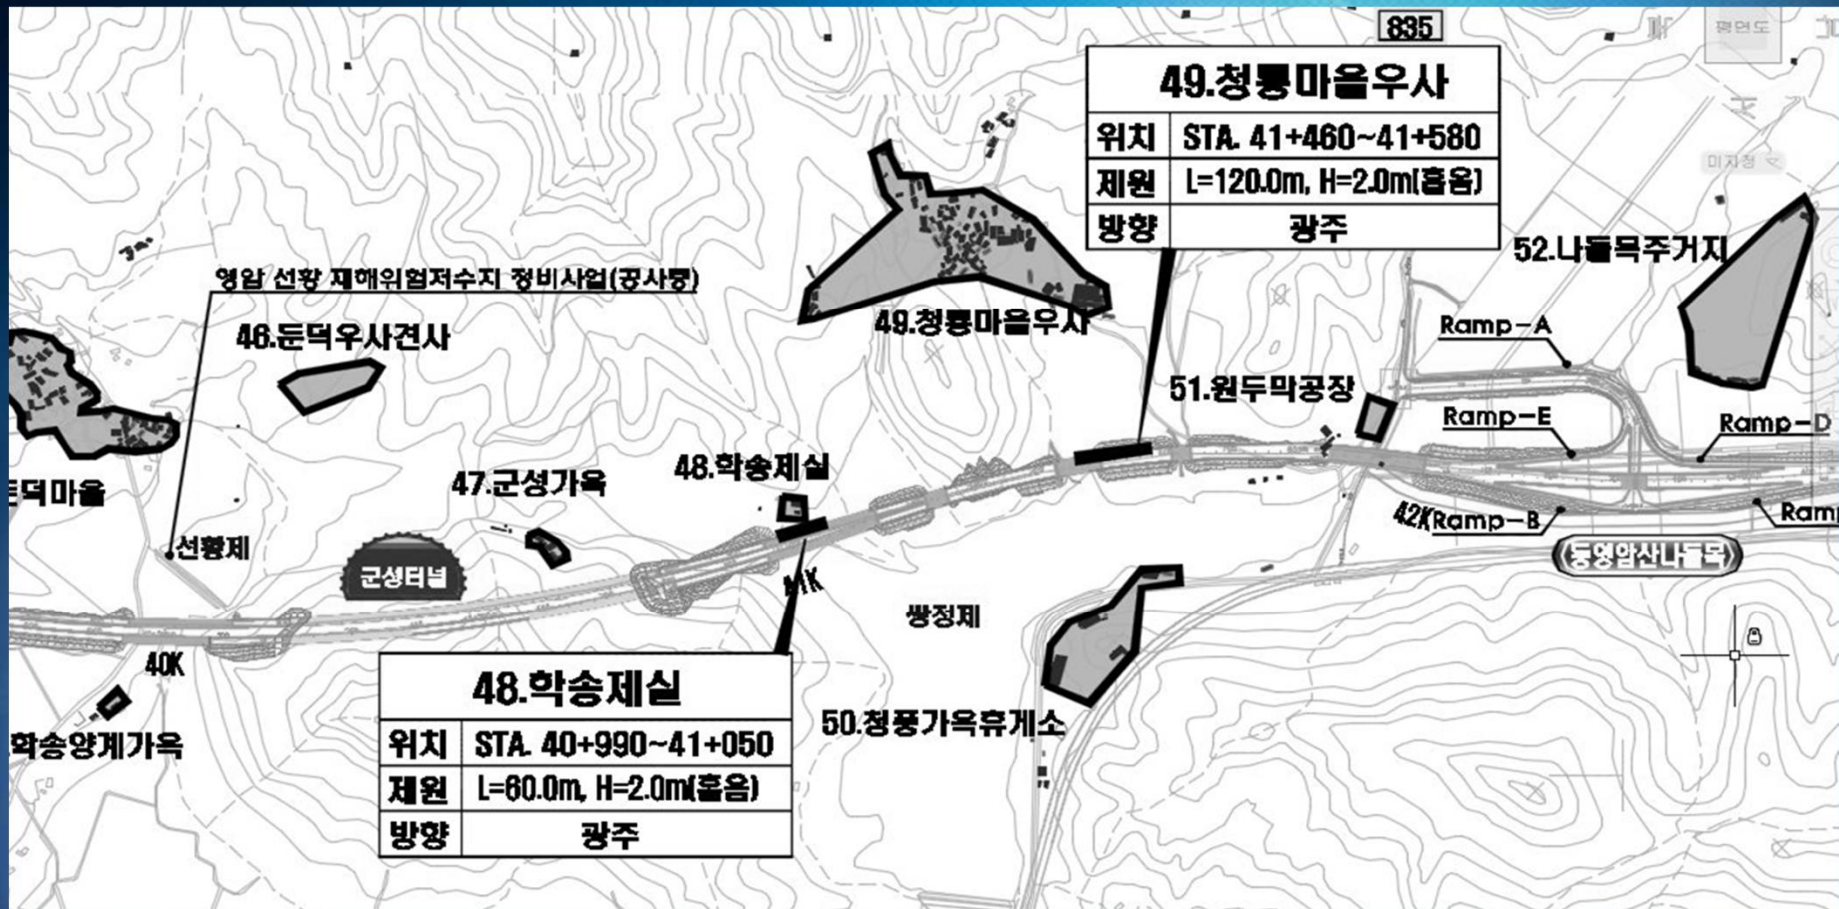 835
평면도
49.청룡마을우사
위치 STA. 41+460~41+580
제원 L=120.0m, H=2.0m(흡음)
방향 광주
미지정
52.나들목주거지
영암 선황 재해위험저수지 정비사업(공사중)
46.둔덕우사견사
49.청룡마을우사
Ramp-A
51.원두막공장
Ramp-E
Ramp-D
48.학송제실
47.군성가옥
둔덕마을
42K
Ramp-B
Ramp
선황제
군성터널
동영암산나들목
41K
쌍정제
40K
48.학송제실
위치 STA. 40+990~41+050
제원 L=60.0m, H=2.0m(흡음)
방향 광주
50.청풍가옥휴게소
학송양계가옥